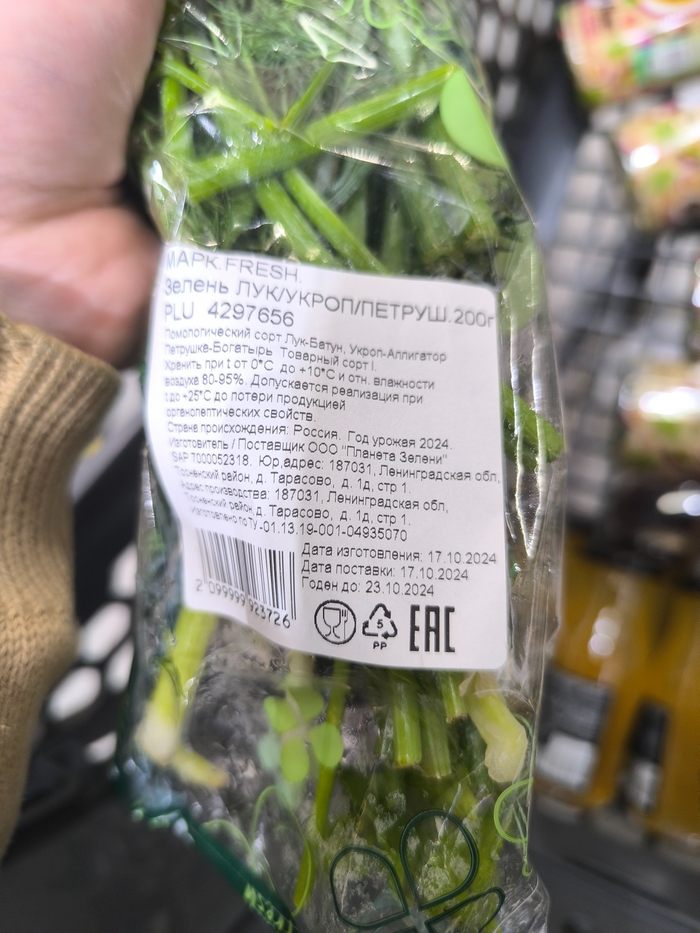 МАРК.FRESH.
Зелень ЛУК/УКРОП/ПЕТРУШ.200г
PLU 4297656
Помологический сорт Лук-Батун, Укроп-Аллигатор
Петрушка-Богатырь Товарный сорт I.
Хранить при t от 0°С до +10°С и отн. влажности
воздуха 80-95%. Допускается реализация при
t до +25°С до потери продукцией
органолептических свойств.
Страна происхождения: Россия. Год урожая 2024.
Изготовитель / Поставщик ООО "Планета Зелени"
SAP T000052318. Юр.адрес: 187031, Ленинградская обл,
Тосненский район, д. Тарасово, д. 1д, стр 1.
Адрес производства: 187031, Ленинградская обл,
Тосненский район, д. Тарасово, д. 1д, стр 1.
Изготовлено по ТУ-01.13.19-001-04935070
Дата изготовления: 17.10.2024
Дата поставки: 17.10.2024
Годен до: 23.10.2024
2 099999 923726
5
PP
ЕАС